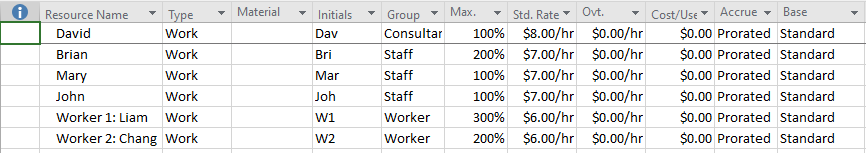 Resource Name Type Material Initials Group Max. Std. Rate Ovt. Cost/Use Accrue Base
David Work Dav Consultar 100% $8.00/hr $0.00/hr $0.00 Prorated Standard
Brian Work Bri Staff 200% $7.00/hr $0.00/hr $0.00 Prorated Standard
Mary Work Mar Staff 100% $7.00/hr $0.00/hr $0.00 Prorated Standard
John Work Joh Staff 100% $7.00/hr $0.00/hr $0.00 Prorated Standard
Worker 1: Liam Work W1 Worker 300% $6.00/hr $0.00/hr $0.00 Prorated Standard
Worker 2: Chang Work W2 Worker 200% $6.00/hr $0.00/hr $0.00 Prorated Standard